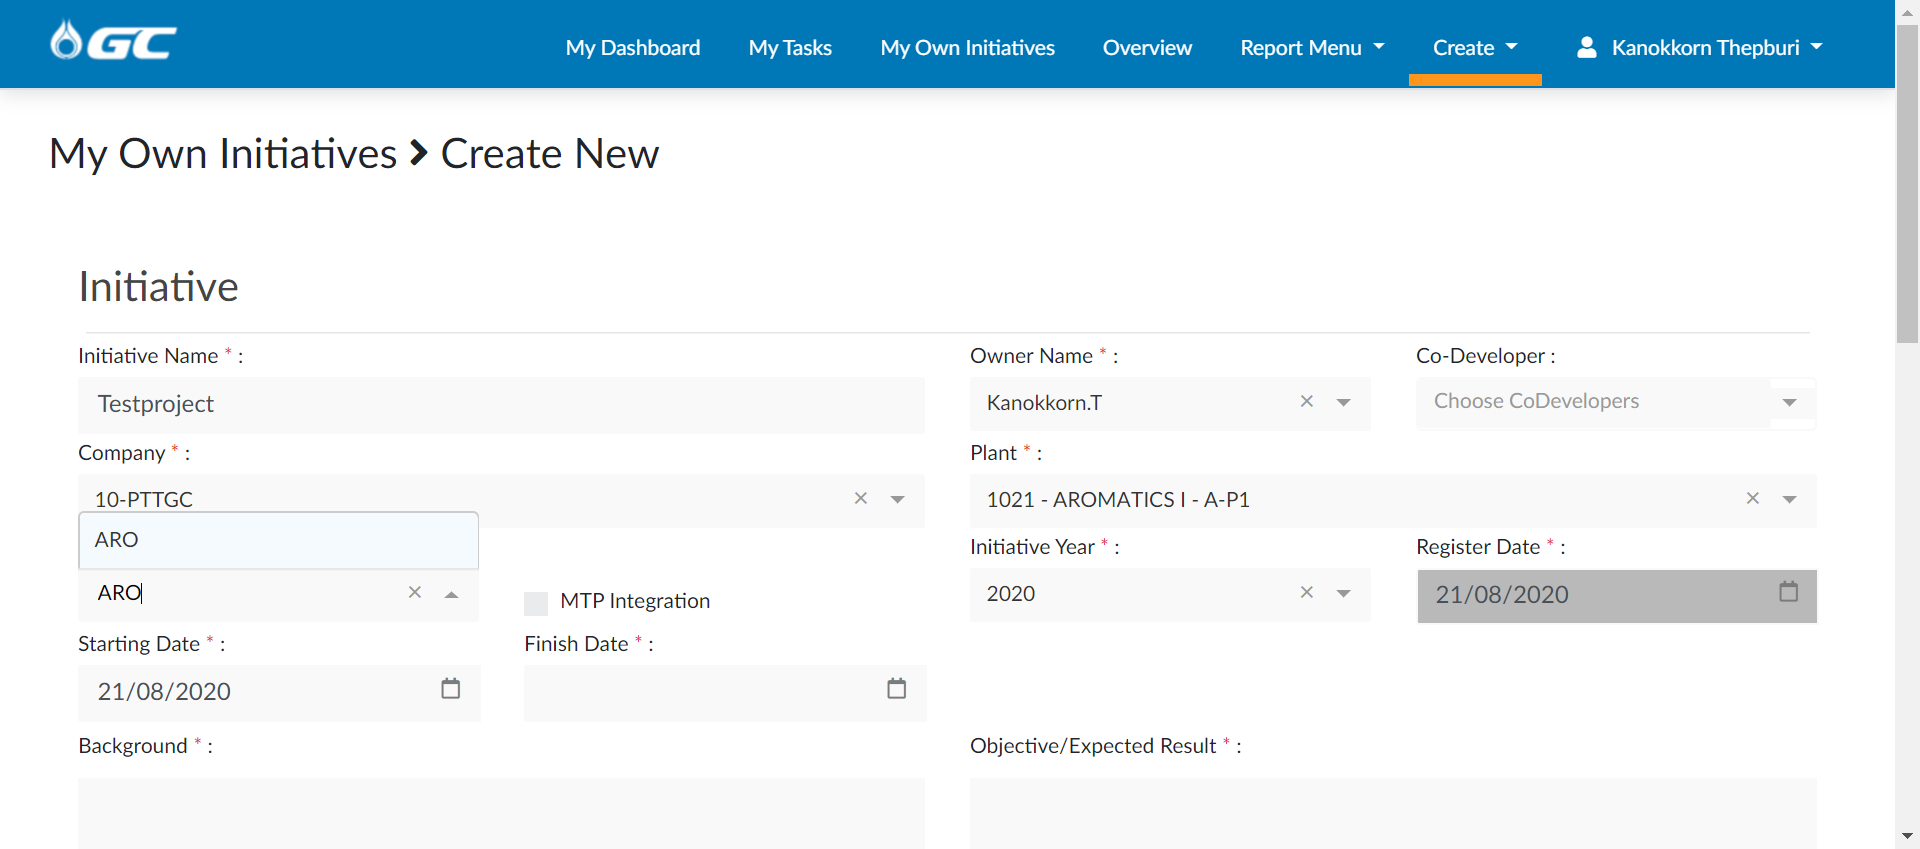 GC
My Dashboard My Tasks My Own Initiatives Overview Report Menu Create Kanokkorn Thepburi
My Own Initiatives > Create New
Initiative
Initiative Name * : Owner Name * : Co-Developer :
Testproject Kanokkorn.T × Choose CoDevelopers
Company * : Plant * :
10-PTTGC × 1021 - AROMATICS I - A-P1 ×
ARO Initiative Year * : Register Date * :
ARO × MTP Integration 2020 × 21/08/2020
Starting Date * : Finish Date * :
21/08/2020
Background * : Objective/Expected Result * :